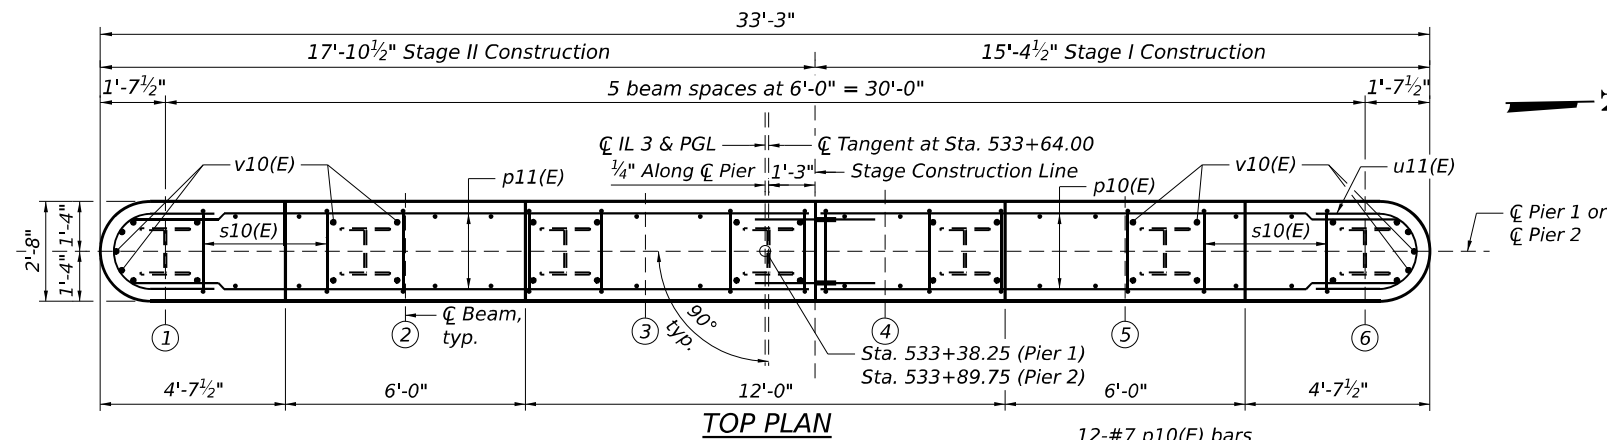 33'-3"
17'-10½" Stage II Construction
15'-4½" Stage I Construction
1'-7½"
5 beam spaces at 6'-0" = 30'-0"
1'-7½"
℄ IL 3 & PGL
℄ Tangent at Sta. 533+64.00
¼" Along ℄ Pier
1'-3"
Stage Construction Line
v10(E)
p11(E)
p10(E)
v10(E)
u11(E)
2'-8"
1'-4"
1'-4"
s10(E)
s10(E)
℄ Pier 1 or
℄ Pier 2
1
2
℄ Beam,
typ.
3
90°
typ.
4
5
6
Sta. 533+38.25 (Pier 1)
Sta. 533+89.75 (Pier 2)
4'-7½"
6'-0"
12'-0"
6'-0"
4'-7½"
TOP PLAN
12-#7 p10(E) bars